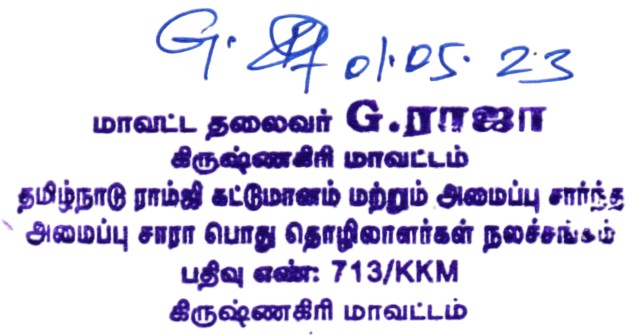 G. 01.05.23
மாவட்ட தலைவர் G.ராஜா
கிருஷ்ணகிரி மாவட்டம்
தமிழ்நாடு ராம்ஜி கட்டுமானம் மற்றும் அமைப்பு சார்ந்த
அமைப்பு சாரா பொது தொழிலாளர்கள் நலச்சங்கம்
பதிவு எண்: 713/KKM
கிருஷ்ணகிரி மாவட்டம்